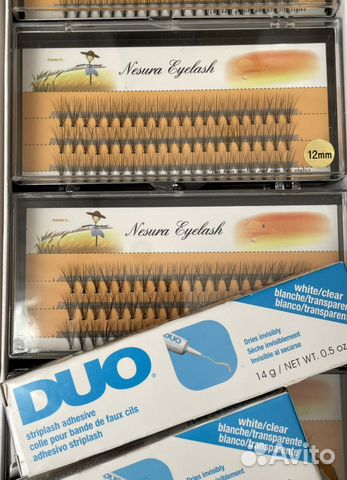 Nesura Eyelash
12mm
Nesura Eyelash
white/clear
blanche/transparente
blanco/transparente
DUO
Dries invisibly
Sèche invisiblement
Invisible al secarse
striplash adhesive
colle pour bande de faux cils
adhesivo striplash
14 g / NET WT. 0.5 oz
white/clear
blanche/transparente
blanco/transparente
DUO
Dries invisibly
Avito